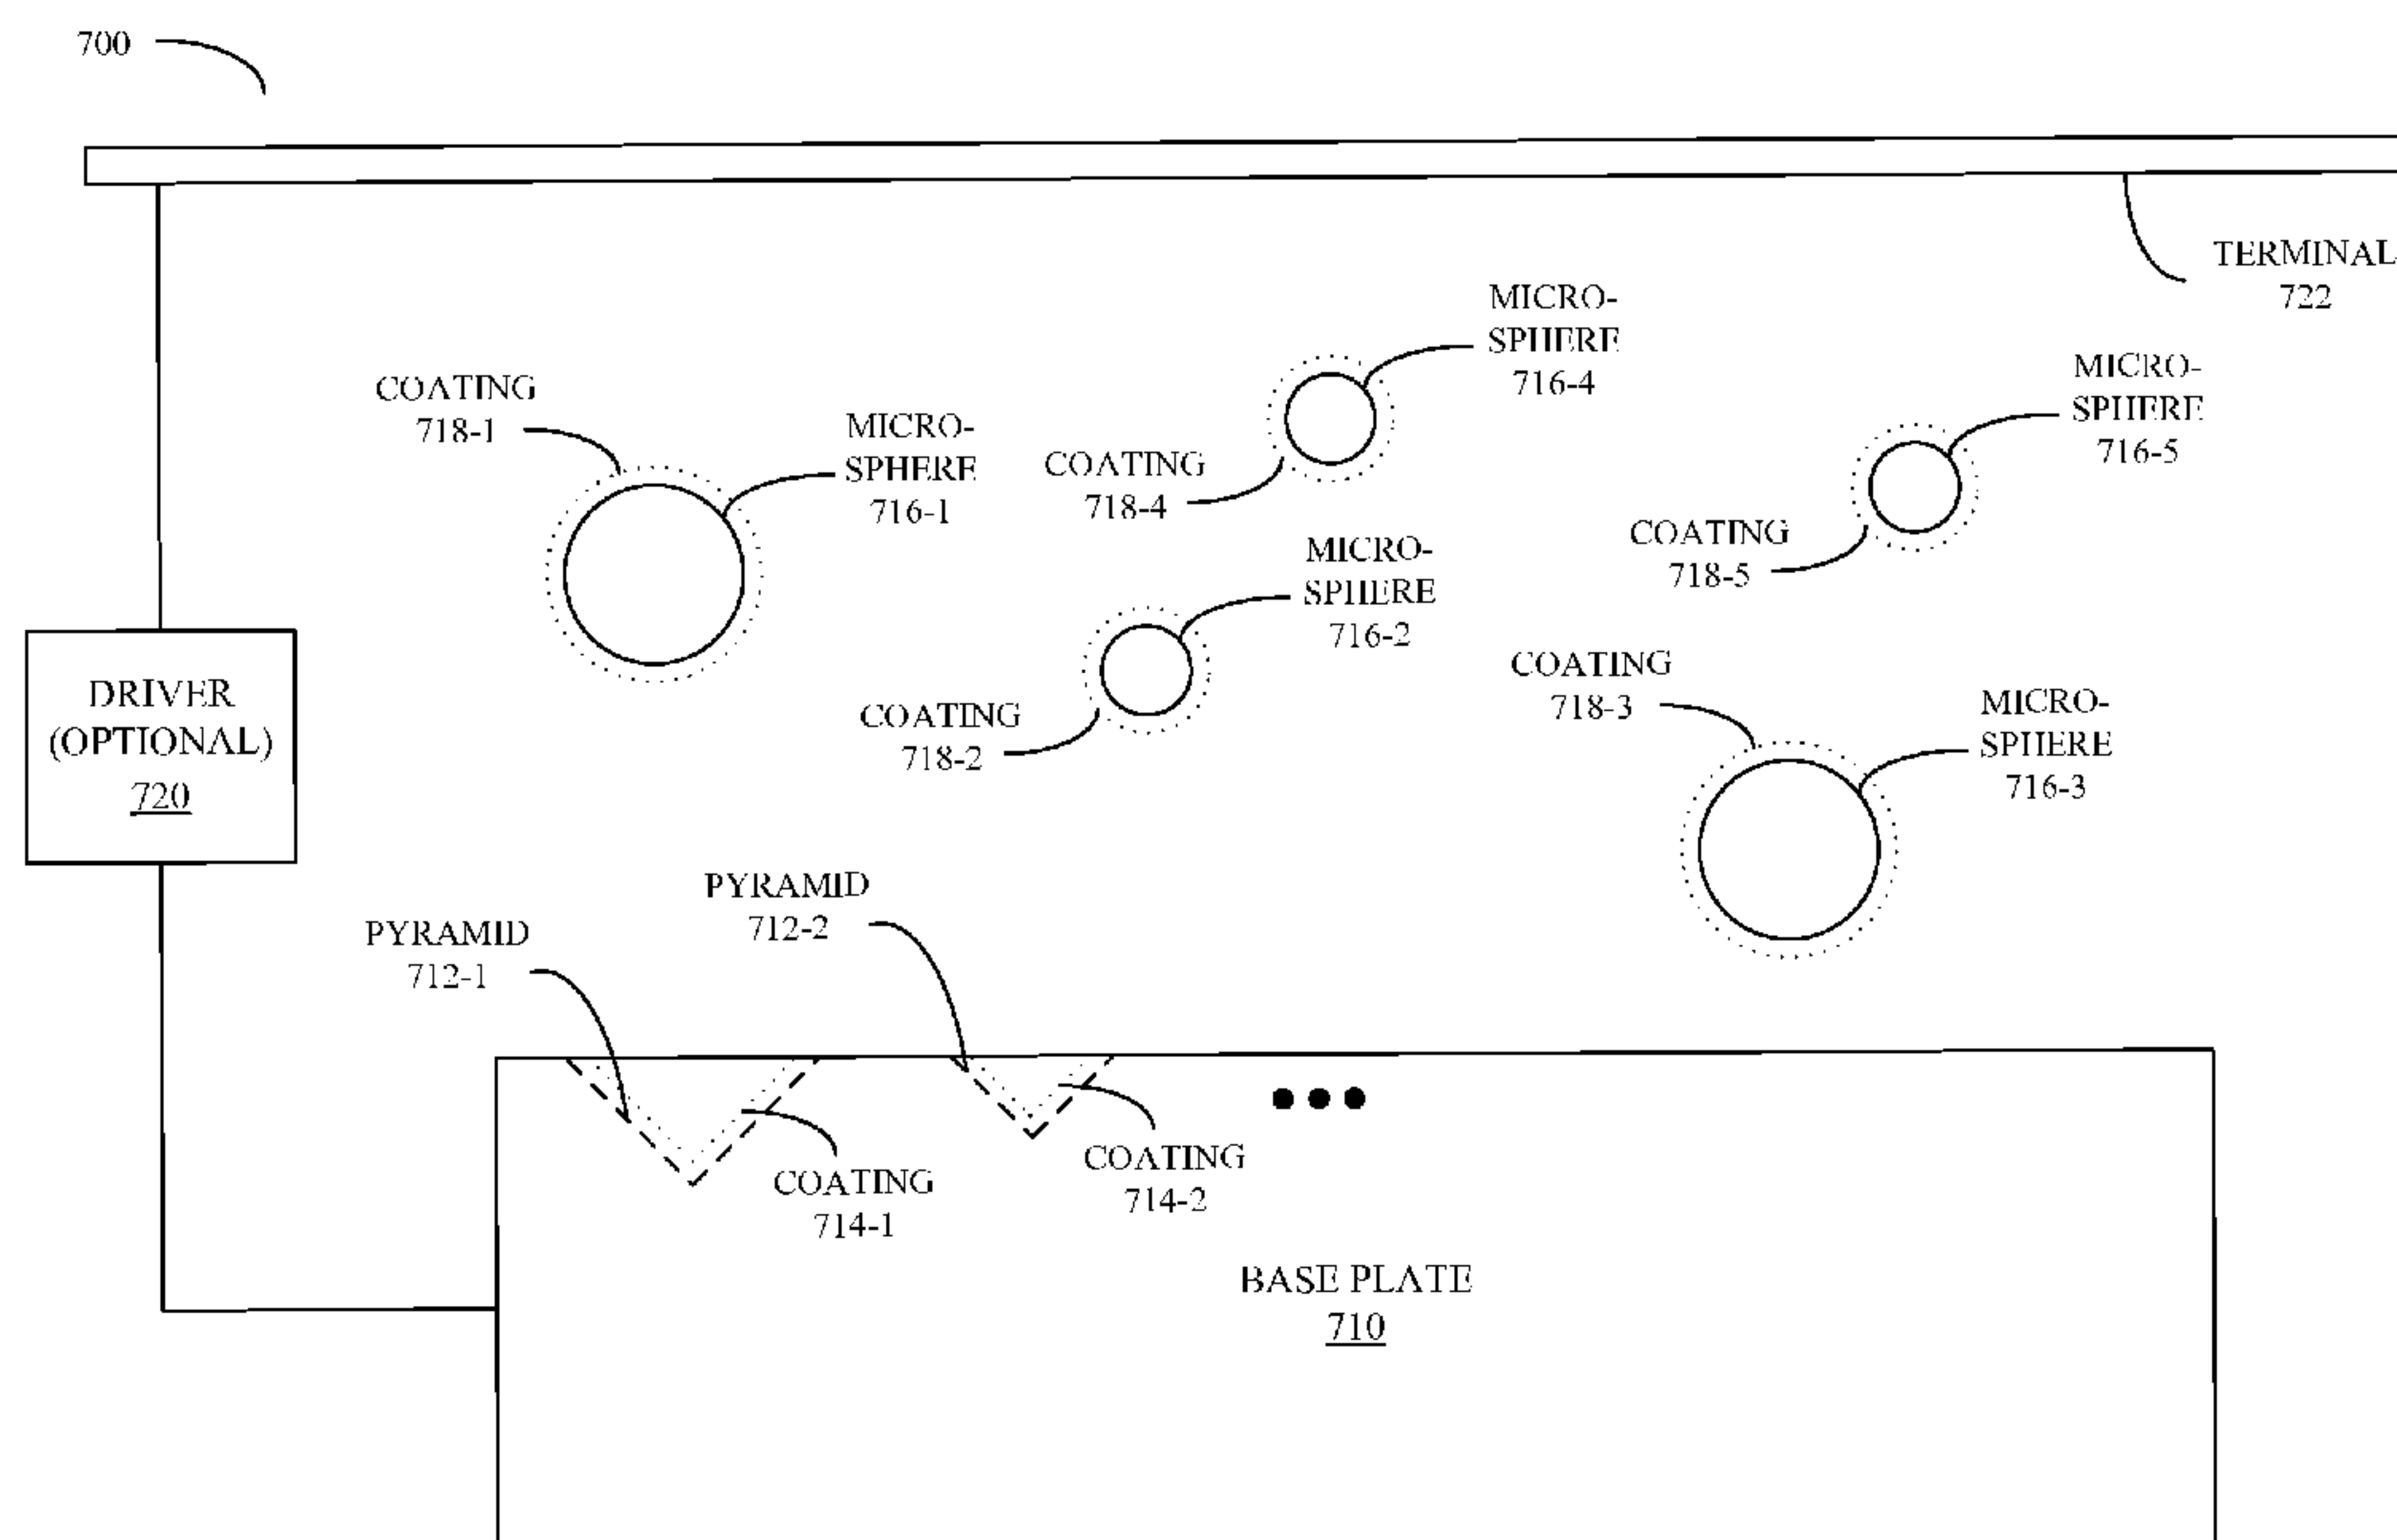 700
TERMINAL
722
MICRO-
SPHERE
716-4
MICRO-
SPHERE
716-5
COATING
718-1
MICRO-
SPHERE
716-1
COATING
718-4
COATING
718-5
MICRO-
SPHERE
716-2
COATING
718-2
COATING
718-3
MICRO-
SPHERE
716-3
DRIVER
(OPTIONAL)
720
PYRAMID
712-1
PYRAMID
712-2
COATING
714-1
COATING
714-2
BASE PLATE
710